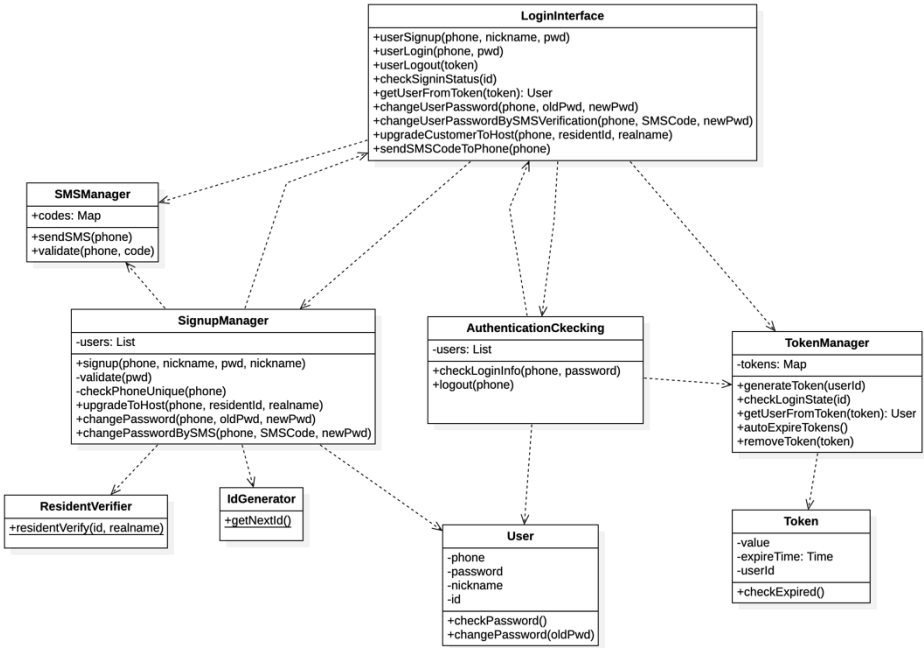 LoginInterface
+userSignup(phone, nickname, pwd)
+userLogin(phone, pwd)
+userLogout(token)
+checkSigninStatus(id)
+getUserFromToken(token): User
+changeUserPassword(phone, oldPwd, newPwd)
+changeUserPasswordBySMSVerification(phone, SMSCode, newPwd)
+upgradeCustomerToHost(phone, residentId, realname)
+sendSMSCodeToPhone(phone)
SMSManager
+codes: Map
+sendSMS(phone)
+validate(phone, code)
SignupManager
-users: List
+signup(phone, nickname, pwd, nickname)
-validate(pwd)
-checkPhoneUnique(phone)
+upgradeToHost(phone, residentId, realname)
+changePassword(phone, oldPwd, newPwd)
+changePasswordBySMS(phone, SMSCode, newPwd)
AuthenticationCkecking
-users: List
+checkLoginInfo(phone, password)
+logout(phone)
TokenManager
-tokens: Map
+generateToken(userId)
+checkLoginState(id)
+getUserFromToken(token): User
+autoExpireTokens()
+removeToken(token)
ResidentVerifier
+residentVerify(id, realname)
IdGenerator
+getNextId()
User
-phone
-password
-nickname
-id
+checkPassword()
+changePassword(oldPwd)
Token
-value
-expireTime: Time
-userId
+checkExpired()